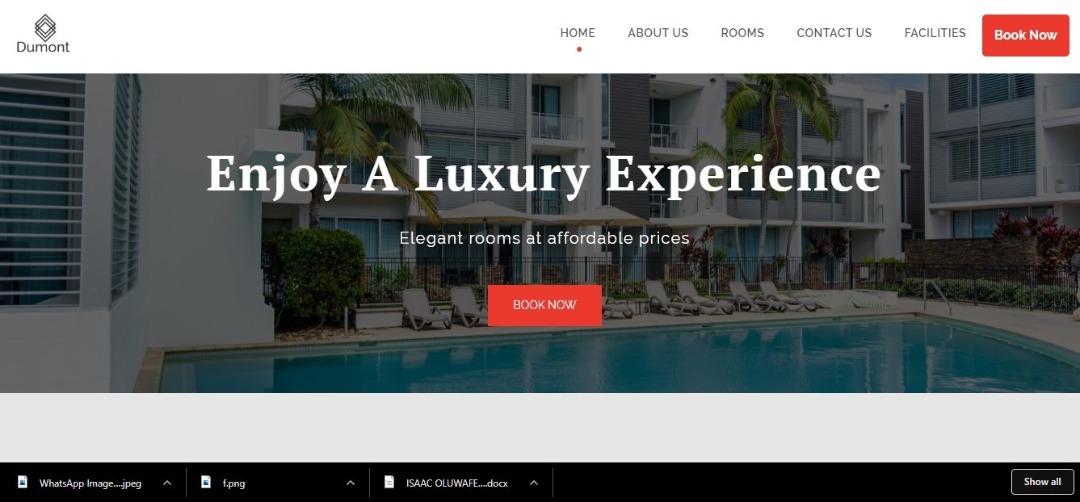 Dumont
HOME ABOUT US ROOMS CONTACT US FACILITIES Book Now
Enjoy A Luxury Experience
Elegant rooms at affordable prices
BOOK NOW
WhatsApp Image....jpeg f.png ISAAC OLUWAFE....docx Show all